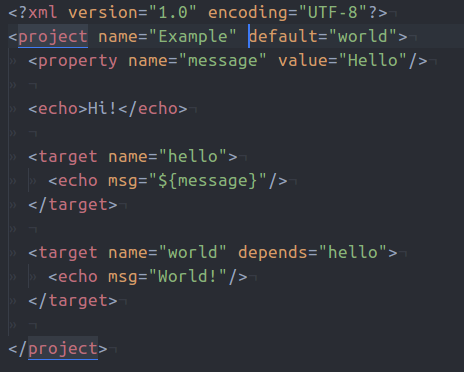 <?xml version="1.0" encoding="UTF-8"?>
<project name="Example" default="world">
<property name="message" value="Hello"/>
<echo>Hi!</echo>
<target name="hello">
<echo msg="${message}"/>
</target>
<target name="world" depends="hello">
<echo msg="World!"/>
</target>
</project>